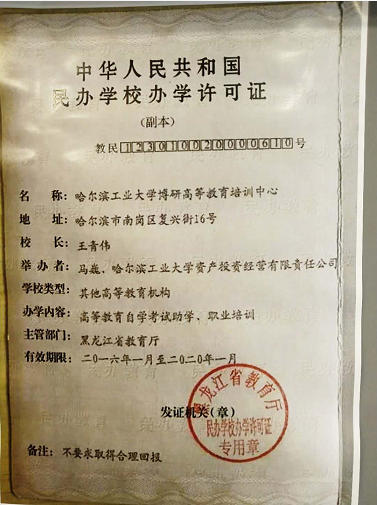 中华人民共和国
民办学校办学许可证
(副本)
教民123010020000610号
名 称: 哈尔滨工业大学博研高等教育培训中心
地 址: 哈尔滨市南岗区复兴街16号
校 长: 王青伟
举 办 者: 马巍、哈尔滨工业大学资产投资经营有限责任公司
学校类型: 其他高等教育机构
办学内容: 高等教育自学考试助学、职业培训
主管部门: 黑龙江省教育厅
有效期限: 二〇一六年一月至二〇二〇年一月
发证机关(章)
黑龙江省教育厅
民办学校办学许可证
专用章
备注: 不要求取得合理回报